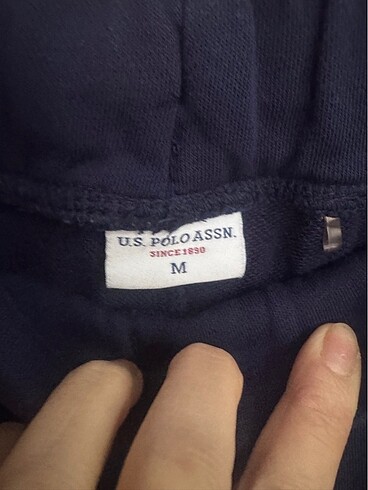 U.S. POLO ASSN.
SINCE 1890
M